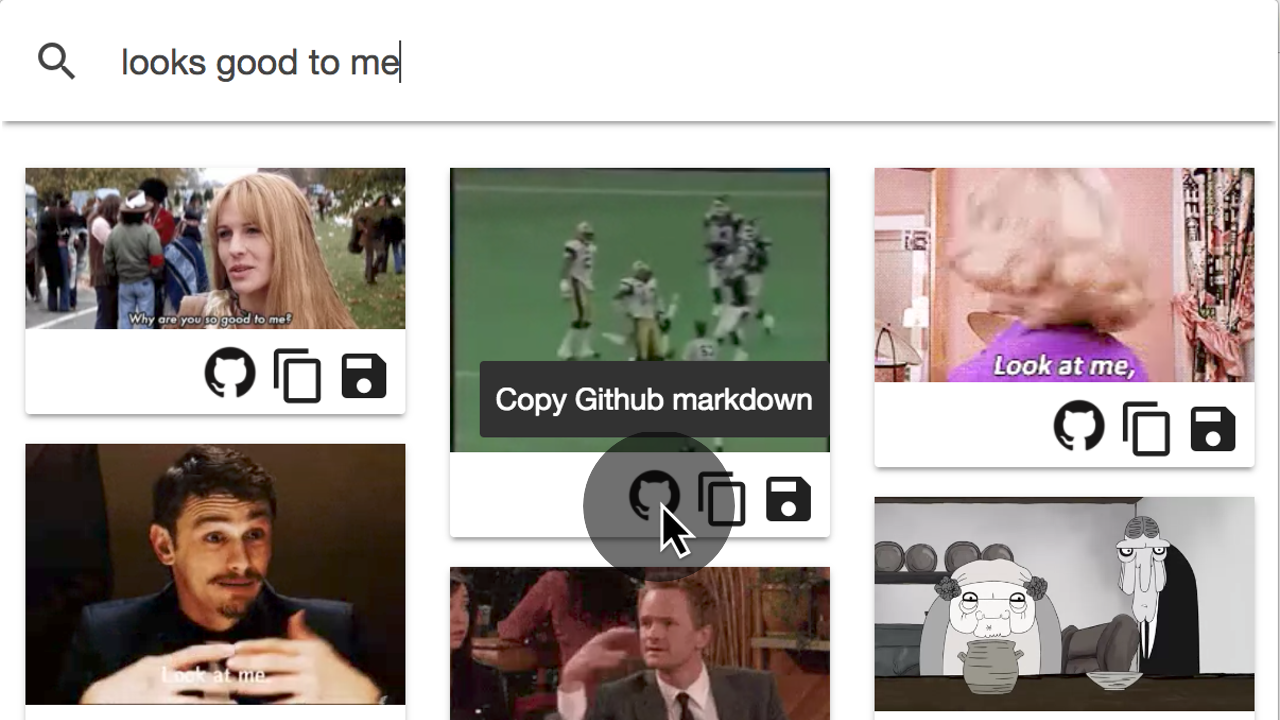 looks good to me
Why are you so good to me?
Copy Github markdown
Look at me,
Look at me